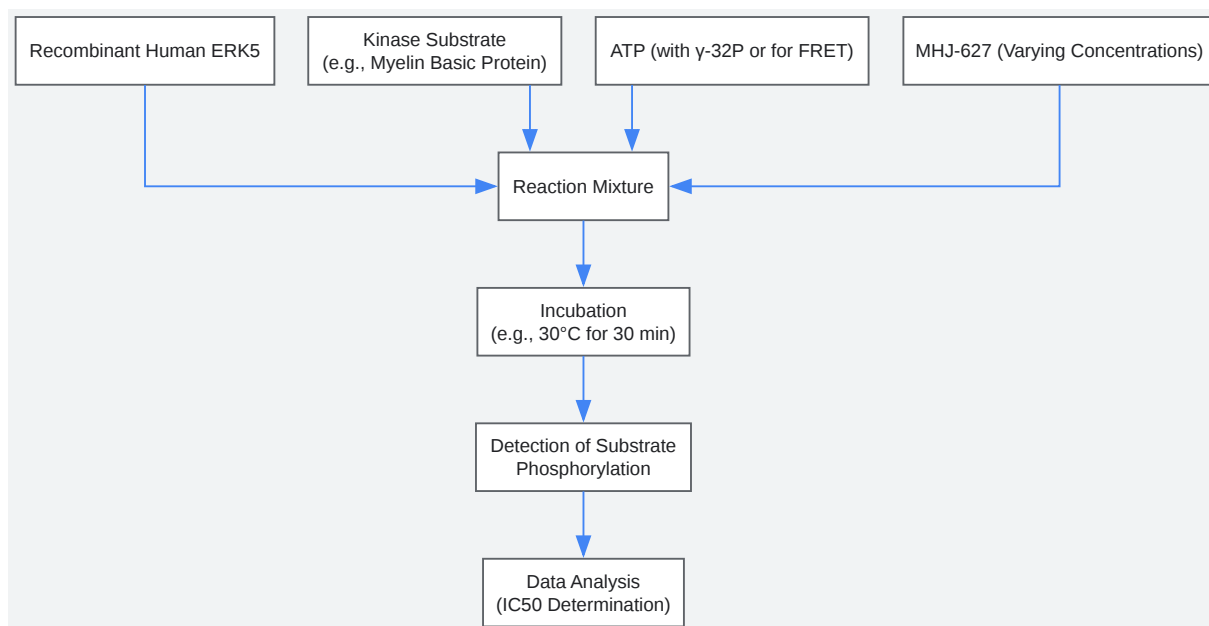 Recombinant Human ERK5
Kinase Substrate
(e.g., Myelin Basic Protein)
ATP (with γ-32P or for FRET)
MHJ-627 (Varying Concentrations)
Reaction Mixture
Incubation
(e.g., 30°C for 30 min)
Detection of Substrate
Phosphorylation
Data Analysis
(IC50 Determination)